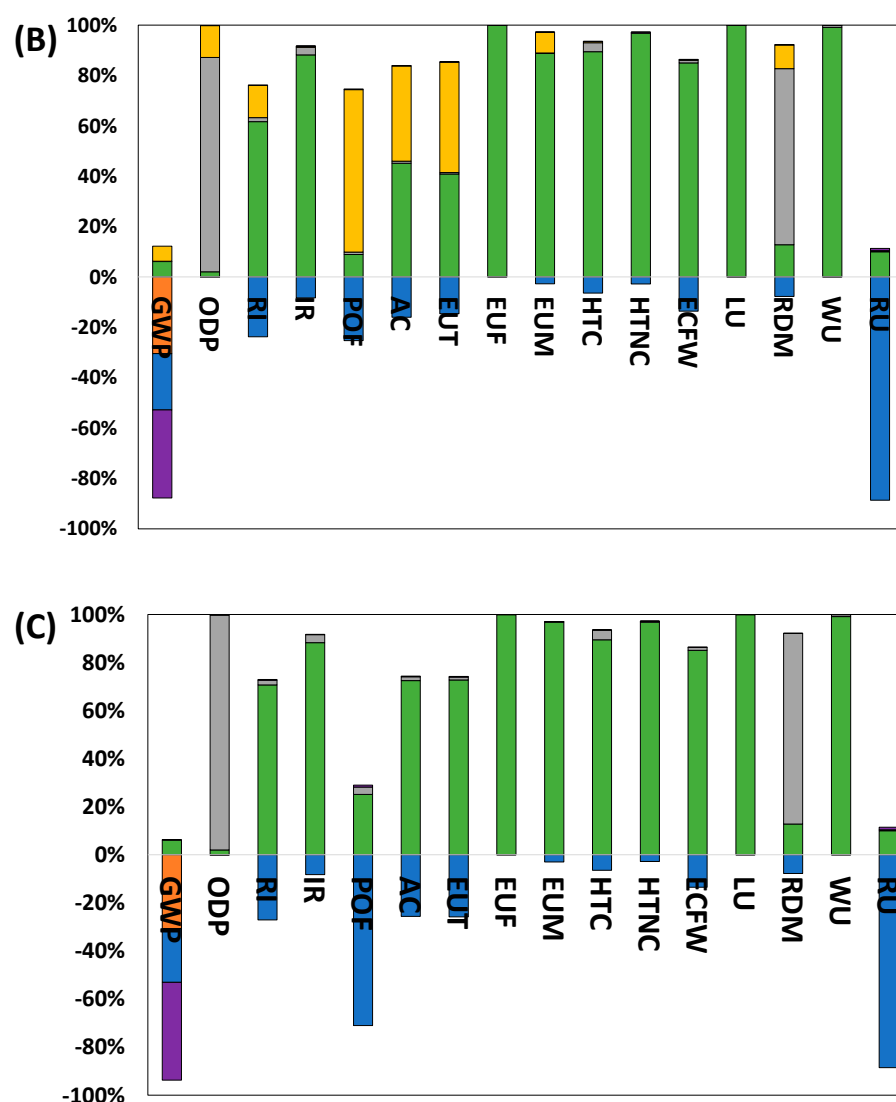 (B)
100%
80%
60%
40%
20%
0%
-20%
-40%
-60%
-80%
-100%
GWP
ODP
RI
IR
POF
AC
EUT
EUF
EUM
HTC
HTNC
ECFW
LU
RDM
WU
RU
(C)
100%
80%
60%
40%
20%
0%
-20%
-40%
-60%
-80%
-100%
GWP
ODP
RI
IR
POF
AC
EUT
EUF
EUM
HTC
HTNC
ECFW
LU
RDM
WU
RU